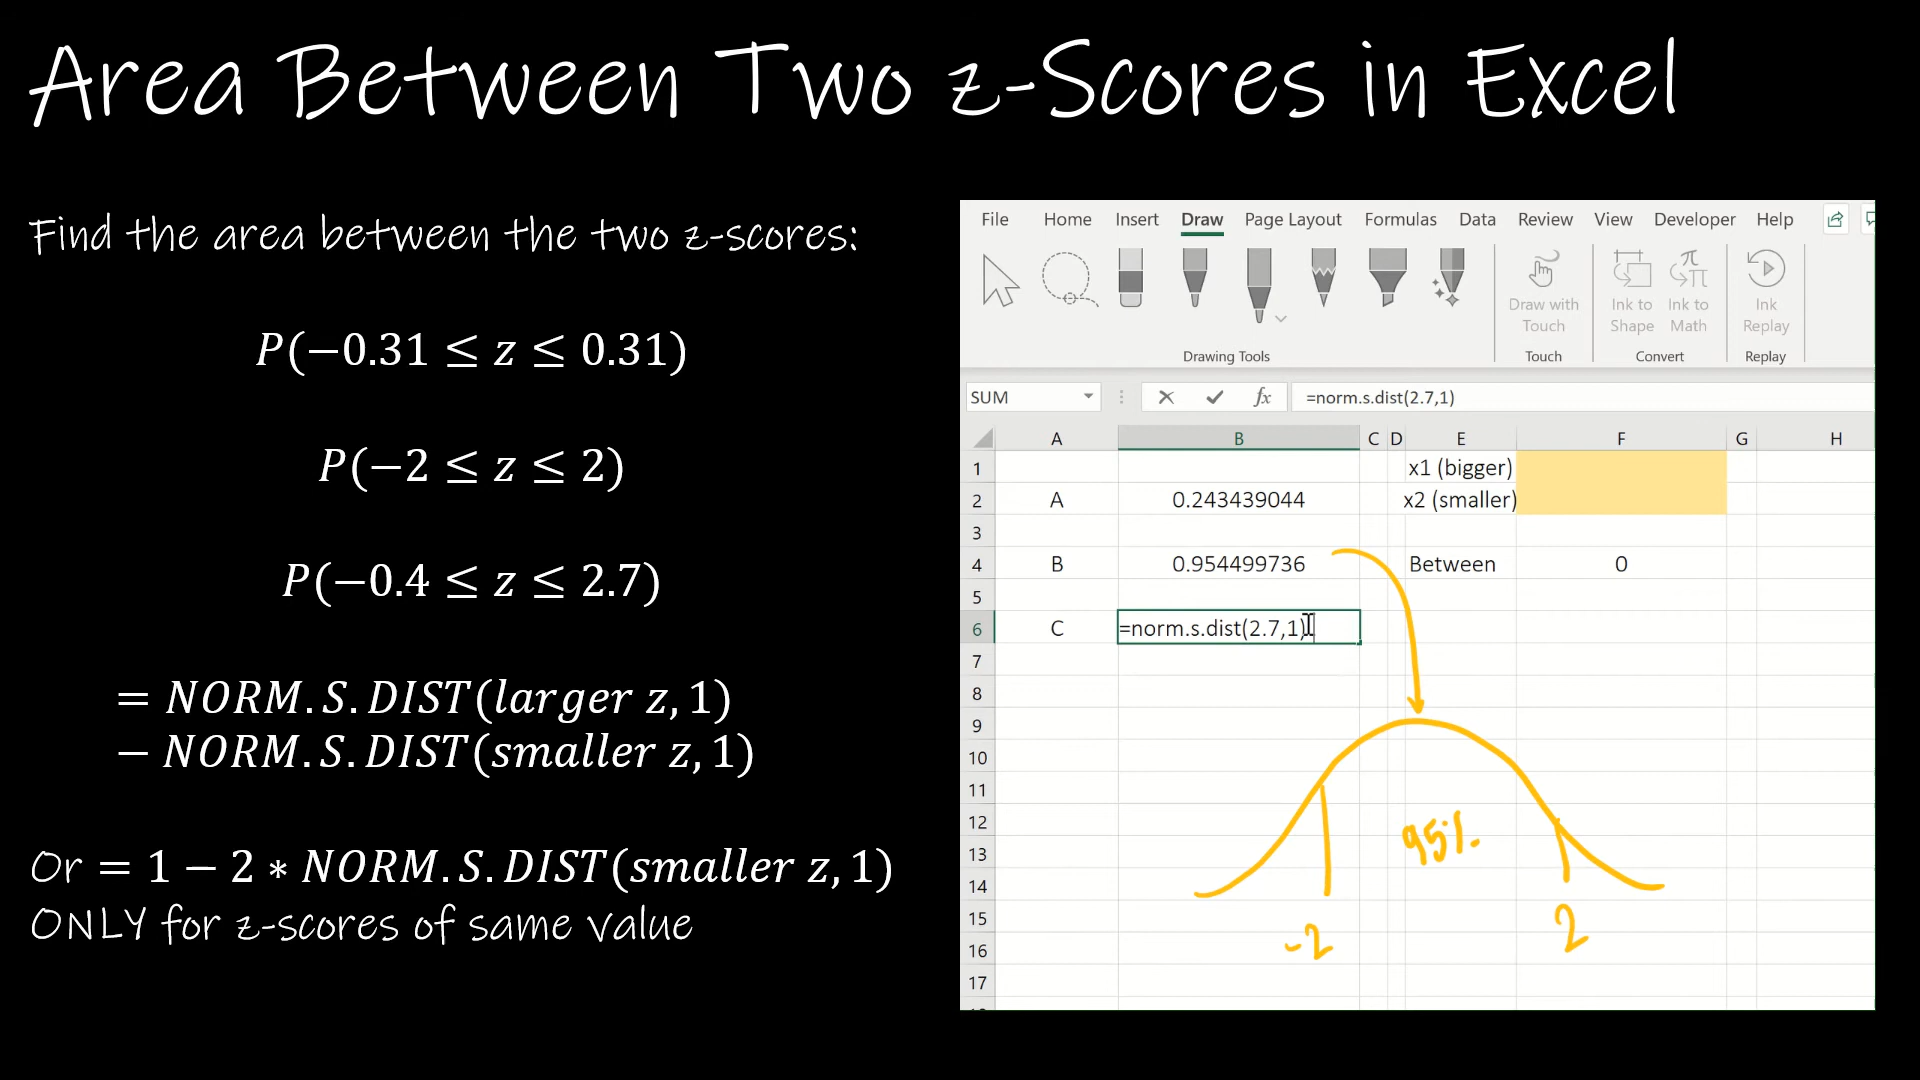 Area Between Two z-Scores in Excel
Find the area between the two z-scores:
P(−0.31 ≤ z ≤ 0.31)
P(−2 ≤ z ≤ 2)
P(−0.4 ≤ z ≤ 2.7)
= NORM.S.DIST(larger z, 1)
− NORM.S.DIST(smaller z, 1)
Or = 1 − 2 ∗ NORM.S.DIST(smaller z, 1)
ONLY for z-scores of same value
File Home Insert Draw Page Layout Formulas Data Review View Developer Help
Draw with Touch
Ink to Shape
Ink to Math
Ink Replay
Drawing Tools Touch Convert Replay
SUM fx =norm.s.dist(2.7,1)
A B C D E F G H
1 x1 (bigger)
2 A 0.243439044 x2 (smaller)
3
4 B 0.954499736 Between 0
5
6 C =norm.s.dist(2.7,1)
7
8
9
10
11
12
13
14
15
16
17
95%
-2 2